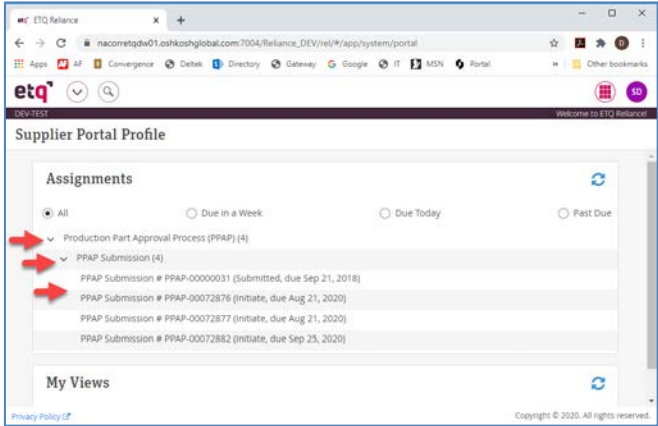 etq ETQ Reliance
nacorretqdw01.oshkoshglobal.com:7004/Reliance_DEV/rel/#/app/system/portal
Apps AF Convergence Deltek Directory Gateway Google IT MSN Portal » Other bookmarks
etq SD
DEV-TEST Welcome to ETQ Reliance!
Supplier Portal Profile
Assignments
All Due in a Week Due Today Past Due
Production Part Approval Process (PPAP) (4)
PPAP Submission (4)
PPAP Submission # PPAP-00000031 (Submitted, due Sep 21, 2018)
PPAP Submission # PPAP-00072876 (Initiate, due Aug 21, 2020)
PPAP Submission # PPAP-00072877 (Initiate, due Aug 21, 2020)
PPAP Submission # PPAP-00072882 (Initiate, due Sep 25, 2020)
My Views
Privacy Policy Copyright © 2020. All rights reserved.